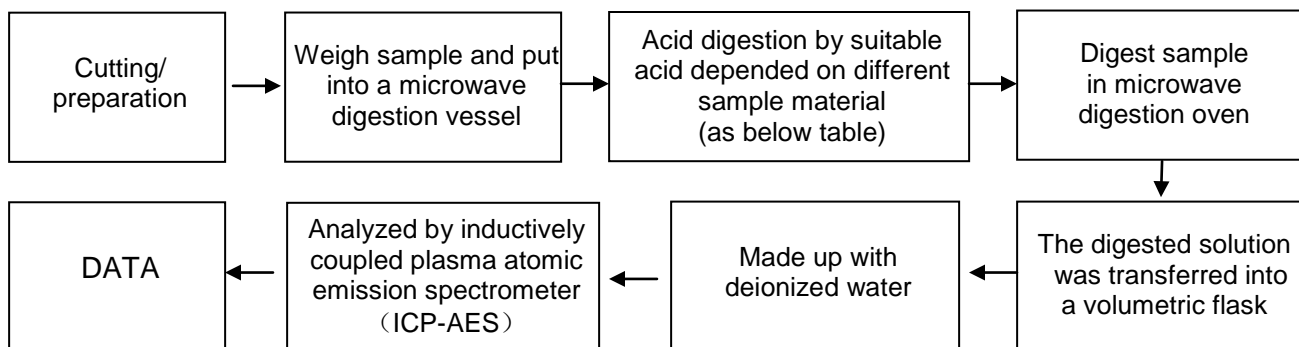 Cutting/
preparation
Weigh sample and put
into a microwave
digestion vessel
Acid digestion by suitable
acid depended on different
sample material
(as below table)
Digest sample
in microwave
digestion oven
The digested solution
was transferred into
a volumetric flask
Made up with
deionized water
Analyzed by inductively
coupled plasma atomic
emission spectrometer
（ICP-AES）
DATA